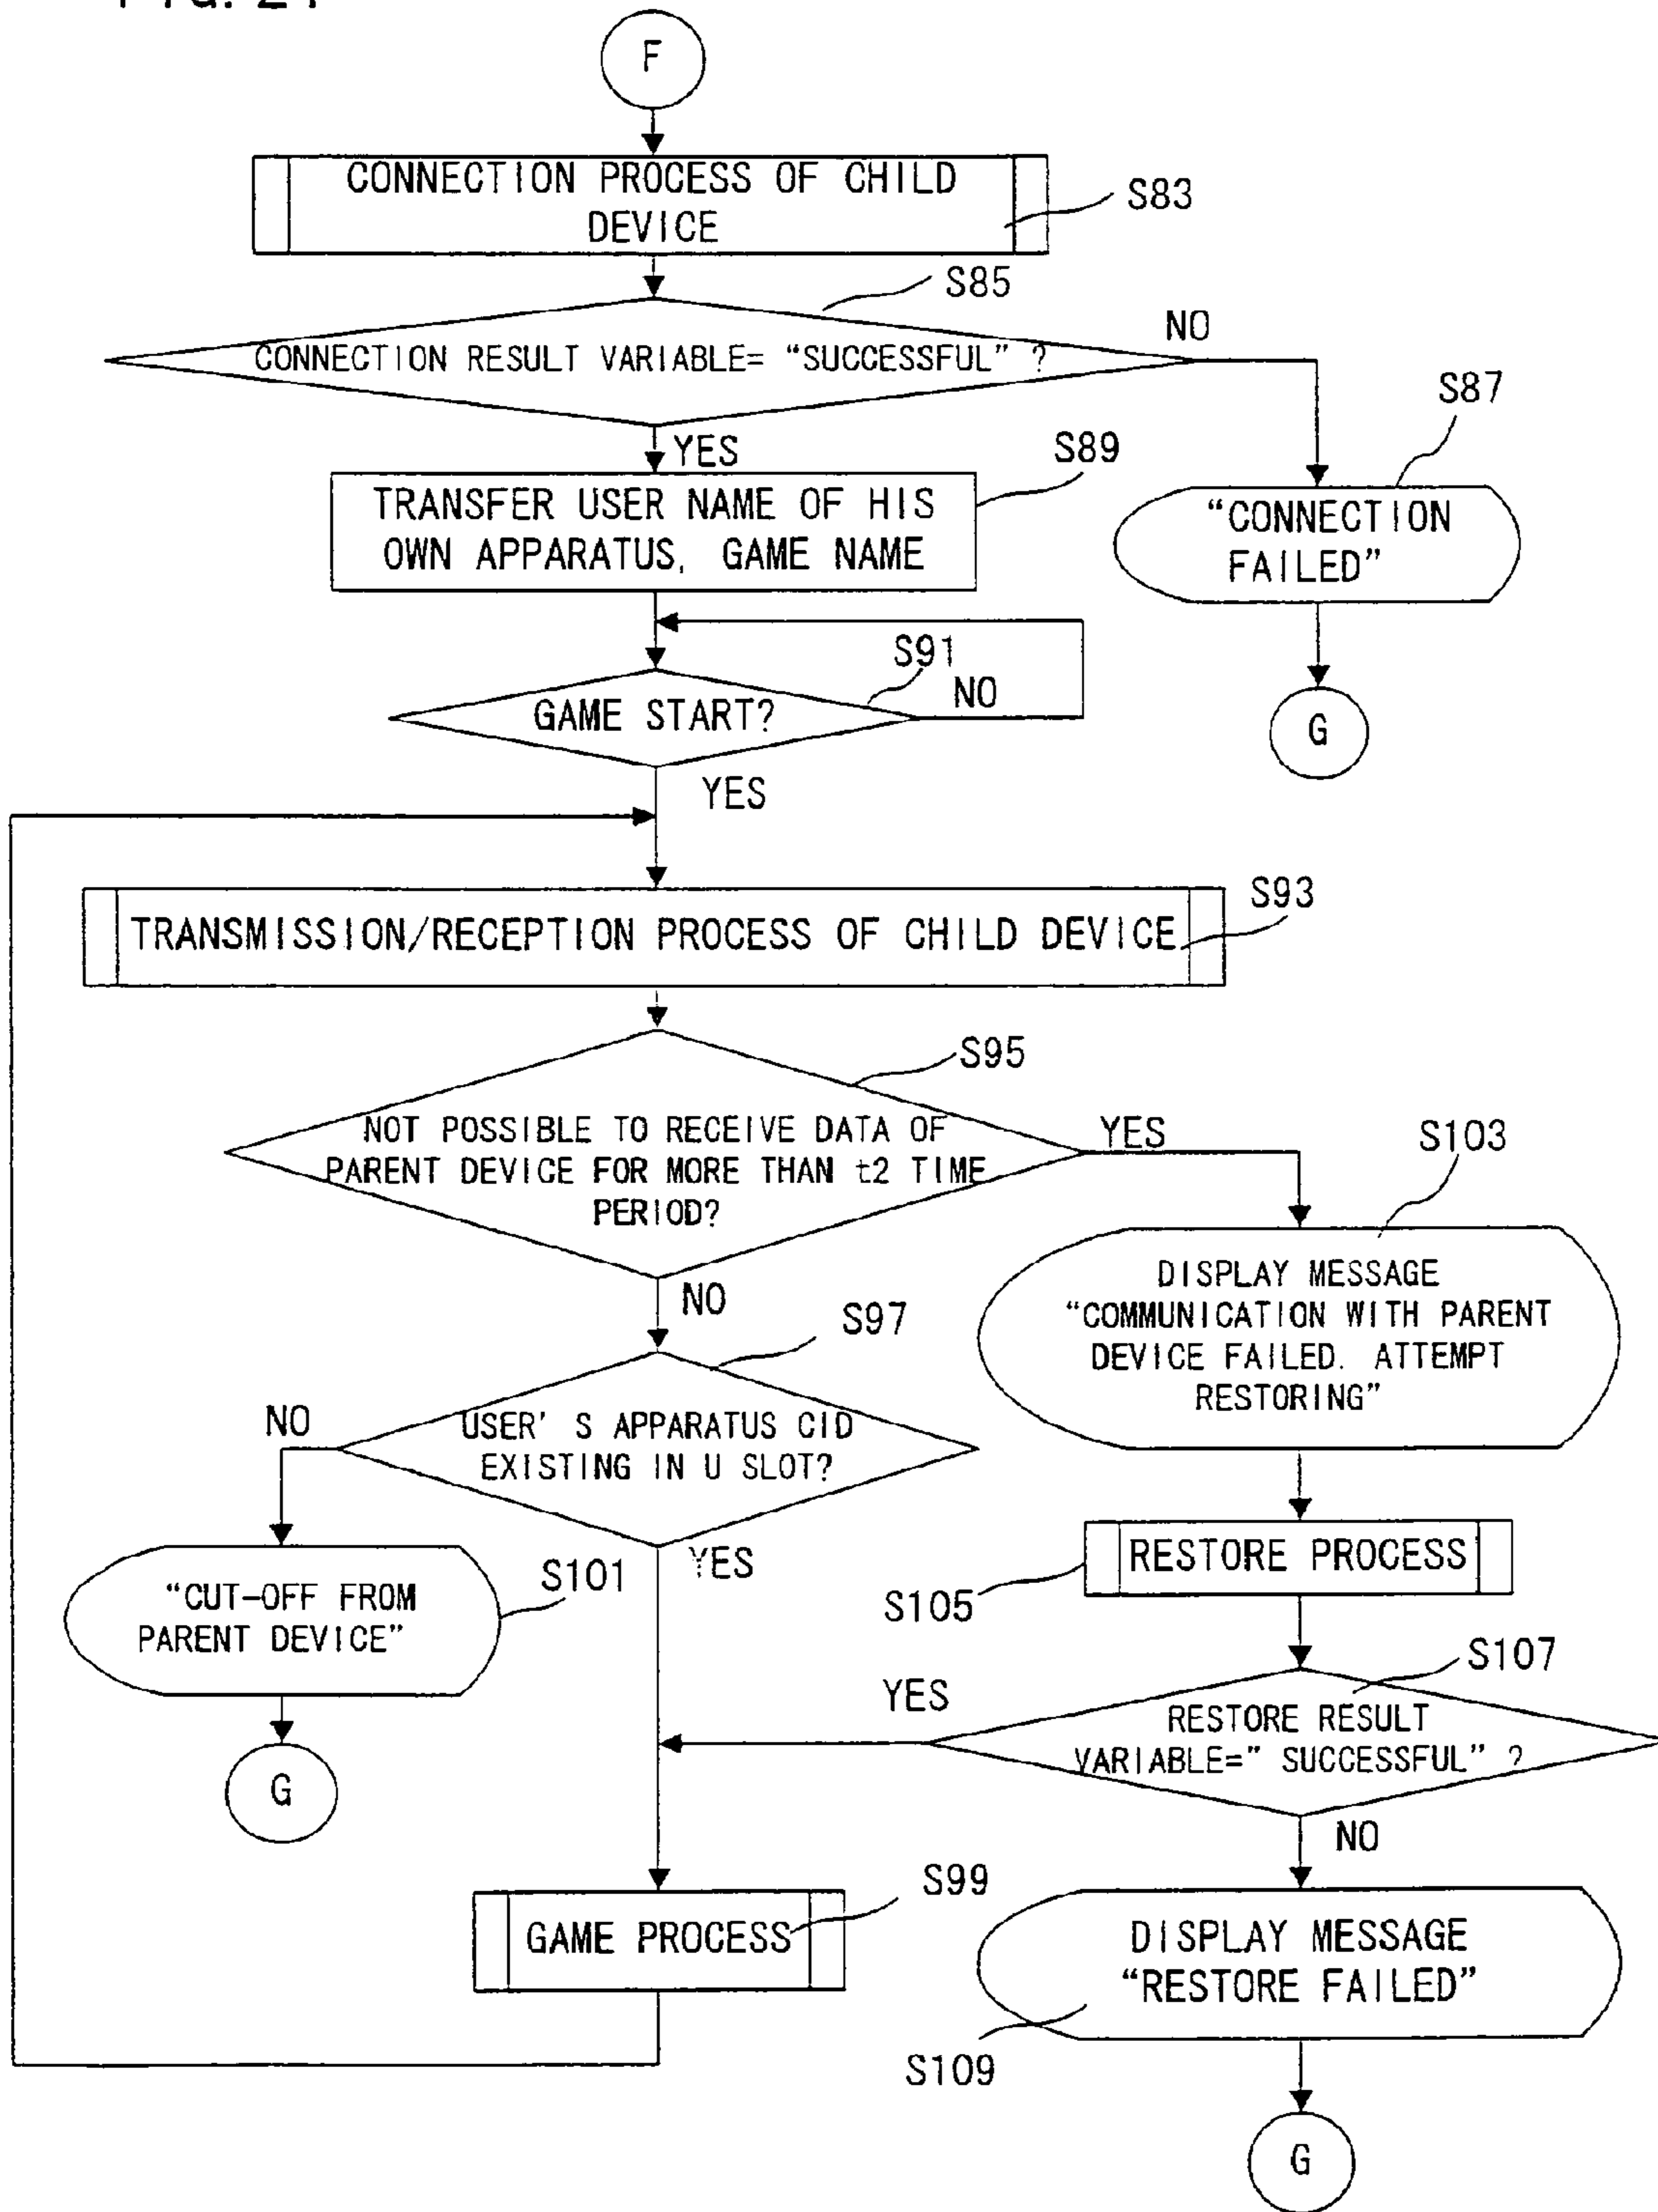 F
CONNECTION PROCESS OF CHILD
DEVICE
S83
S85
CONNECTION RESULT VARIABLE= “SUCCESSFUL” ?
NO
S87
YES
S89
TRANSFER USER NAME OF HIS
OWN APPARATUS, GAME NAME
“CONNECTION
FAILED”
S91
NO
GAME START?
G
YES
S93
TRANSMISSION/RECEPTION PROCESS OF CHILD DEVICE
S95
NOT POSSIBLE TO RECEIVE DATA OF
PARENT DEVICE FOR MORE THAN t2 TIME
PERIOD?
YES
S103
NO
S97
DISPLAY MESSAGE
“COMMUNICATION WITH PARENT
DEVICE FAILED. ATTEMPT
RESTORING”
NO
USER' S APPARATUS CID
EXISTING IN U SLOT?
YES
S101
“CUT-OFF FROM
PARENT DEVICE”
RESTORE PROCESS
S105
S107
YES
RESTORE RESULT
VARIABLE=” SUCCESSFUL” ?
G
NO
S99
GAME PROCESS
DISPLAY MESSAGE
“RESTORE FAILED”
S109
G